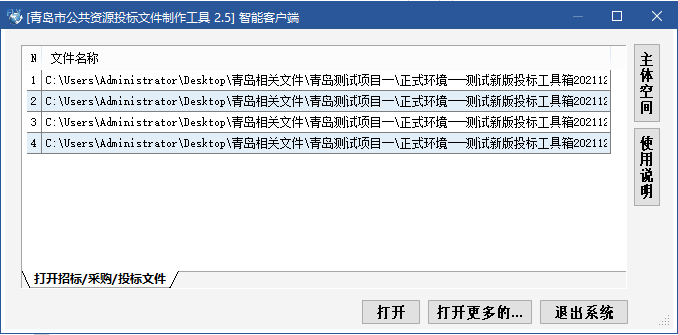 [青岛市公共资源投标文件制作工具 2.5] 智能客户端
N 文件名称
1 C:\Users\Administrator\Desktop\青岛相关文件\青岛测试项目一\正式环境——测试新版投标工具箱202112
2 C:\Users\Administrator\Desktop\青岛相关文件\青岛测试项目一\正式环境——测试新版投标工具箱202112
3 C:\Users\Administrator\Desktop\青岛相关文件\青岛测试项目一\正式环境——测试新版投标工具箱202112
4 C:\Users\Administrator\Desktop\青岛相关文件\青岛测试项目一\正式环境——测试新版投标工具箱202112
主体空间
使用说明
打开招标/采购/投标文件
打开
打开更多的...
退出系统